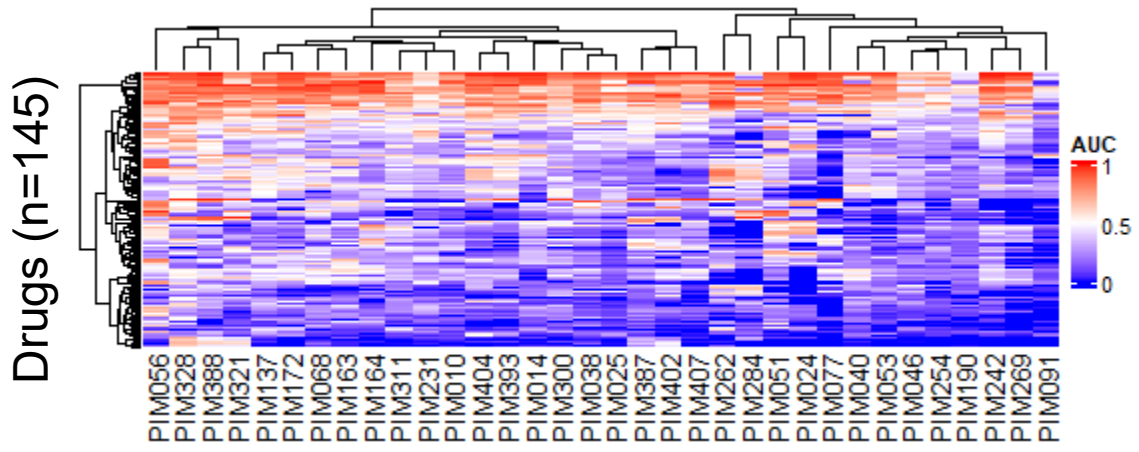 Drugs (n=145)
AUC
1
0.5
0
PIM056
PIM328
PIM388
PIM321
PIM137
PIM172
PIM068
PIM163
PIM164
PIM311
PIM231
PIM010
PIM404
PIM393
PIM014
PIM300
PIM038
PIM025
PIM387
PIM402
PIM407
PIM262
PIM284
PIM051
PIM024
PIM077
PIM040
PIM053
PIM046
PIM254
PIM190
PIM242
PIM269
PIM091